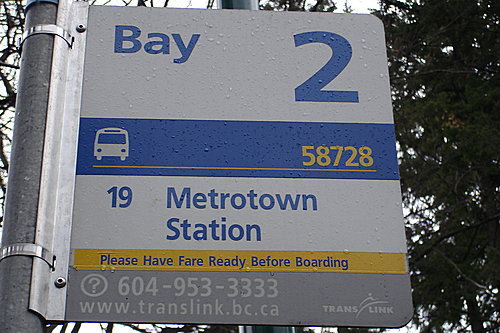 Bay 2
58728
19 Metrotown
Station
Please Have Fare Ready Before Boarding
? 604-953-3333
www.translink.bc.ca
TRANSLINK